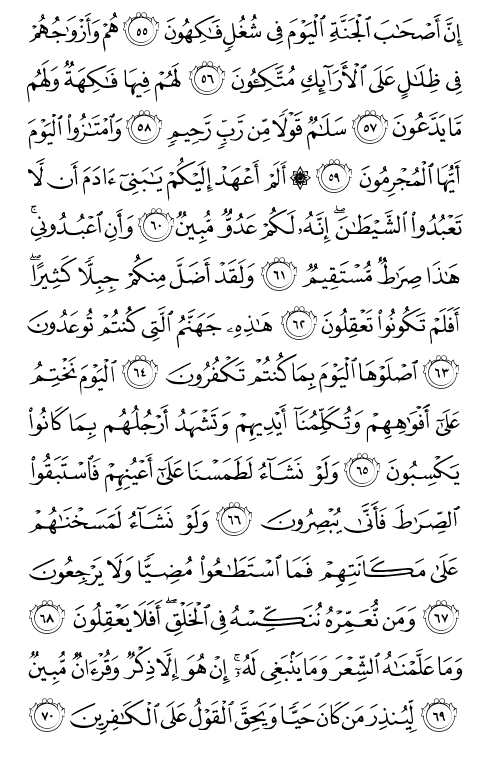 إِنَّ أَصْحَٰبَ ٱلْجَنَّةِ ٱلْيَوْمَ فِى شُغُلٍ فَٰكِهُونَ ٥٥ هُمْ وَأَزْوَٰجُهُمْ
فِى ظِلَٰلٍ عَلَى ٱلْأَرَآئِكِ مُتَّكِـُٔونَ ٥٦ لَهُمْ فِيهَا فَٰكِهَةٌ وَلَهُم
مَّا يَدَّعُونَ ٥٧ سَلَٰمٌ قَوْلًا مِّن رَّبٍّ رَّحِيمٍ ٥٨ وَٱمْتَٰزُوا۟ ٱلْيَوْمَ
أَيُّهَا ٱلْمُجْرِمُونَ ٥٩ ۞ أَلَمْ أَعْهَدْ إِلَيْكُمْ يَٰبَنِىٓ ءَادَمَ أَن لَّا
تَعْبُدُوا۟ ٱلشَّيْطَٰنَ ۖ إِنَّهُۥ لَكُمْ عَدُوٌّ مُّبِينٌ ٦٠ وَأَنِ ٱعْبُدُونِى ۚ
هَٰذَا صِرَٰطٌ مُّسْتَقِيمٌ ٦١ وَلَقَدْ أَضَلَّ مِنكُمْ جِبِلًّا كَثِيرًا ۖ
أَفَلَمْ تَكُونُوا۟ تَعْقِلُونَ ٦٢ هَٰذِهِۦ جَهَنَّمُ ٱلَّتِى كُنتُمْ تُوعَدُونَ
٦٣ ٱصْلَوْهَا ٱلْيَوْمَ بِمَا كُنتُمْ تَكْفُرُونَ ٦٤ ٱلْيَوْمَ نَخْتِمُ
عَلَىٰٓ أَفْوَٰهِهِمْ وَتُكَلِّمُنَآ أَيْدِيهِمْ وَتَشْهَدُ أَرْجُلُهُم بِمَا كَانُوا۟
يَكْسِبُونَ ٦٥ وَلَوْ نَشَآءُ لَطَمَسْنَا عَلَىٰٓ أَعْيُنِهِمْ فَٱسْتَبَقُوا۟
ٱلصِّرَٰطَ فَأَنَّىٰ يُبْصِرُونَ ٦٦ وَلَوْ نَشَآءُ لَمَسَخْنَٰهُمْ
عَلَىٰ مَكَانَتِهِمْ فَمَا ٱسْتَطَٰعُوا۟ مُضِيًّا وَلَا يَرْجِعُونَ
٦٧ وَمَن نُّعَمِّرْهُ نُنَكِّسْهُ فِى ٱلْخَلْقِ ۖ أَفَلَا يَعْقِلُونَ ٦٨
وَمَا عَلَّمْنَٰهُ ٱلشِّعْرَ وَمَا يَنۢبَغِى لَهُۥٓ ۚ إِنْ هُوَ إِلَّا ذِكْرٌ وَقُرْءَانٌ مُّبِينٌ
٦٩ لِّيُنذِرَ مَن كَانَ حَيًّا وَيَحِقَّ ٱلْقَوْلُ عَلَى ٱلْكَٰفِرِينَ ٧٠